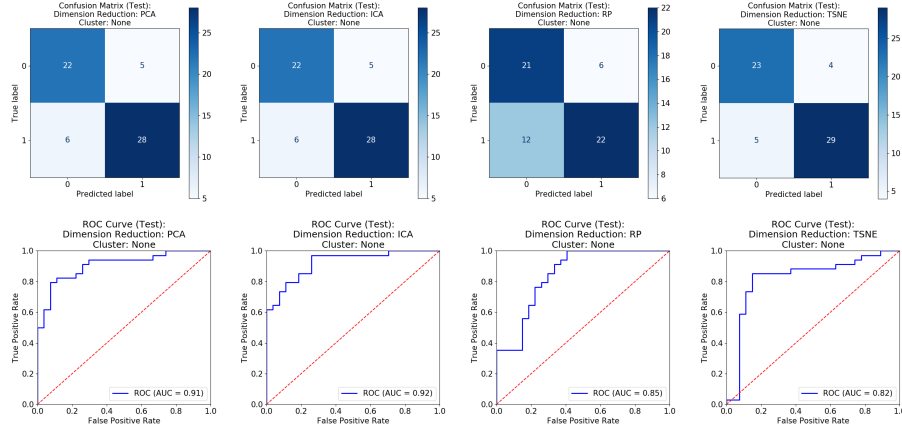 Confusion Matrix (Test):
Dimension Reduction: PCA
Cluster: None
True label
0
1
22
5
6
28
0
1
Predicted label
25
20
15
10
5
Confusion Matrix (Test):
Dimension Reduction: ICA
Cluster: None
True label
0
1
22
5
6
28
0
1
Predicted label
25
20
15
10
5
Confusion Matrix (Test):
Dimension Reduction: RP
Cluster: None
True label
0
1
21
6
12
22
0
1
Predicted label
22
20
18
16
14
12
10
8
6
Confusion Matrix (Test):
Dimension Reduction: TSNE
Cluster: None
True label
0
1
23
4
5
29
0
1
Predicted label
25
20
15
10
5
ROC Curve (Test):
Dimension Reduction: PCA
Cluster: None
True Positive Rate
1.0
0.8
0.6
0.4
0.2
0.0
ROC (AUC = 0.91)
0.0 0.2 0.4 0.6 0.8 1.0
False Positive Rate
ROC Curve (Test):
Dimension Reduction: ICA
Cluster: None
True Positive Rate
1.0
0.8
0.6
0.4
0.2
0.0
ROC (AUC = 0.92)
0.0 0.2 0.4 0.6 0.8 1.0
False Positive Rate
ROC Curve (Test):
Dimension Reduction: RP
Cluster: None
True Positive Rate
1.0
0.8
0.6
0.4
0.2
0.0
ROC (AUC = 0.85)
0.0 0.2 0.4 0.6 0.8 1.0
False Positive Rate
ROC Curve (Test):
Dimension Reduction: TSNE
Cluster: None
True Positive Rate
1.0
0.8
0.6
0.4
0.2
0.0
ROC (AUC = 0.82)
0.0 0.2 0.4 0.6 0.8 1.0
False Positive Rate